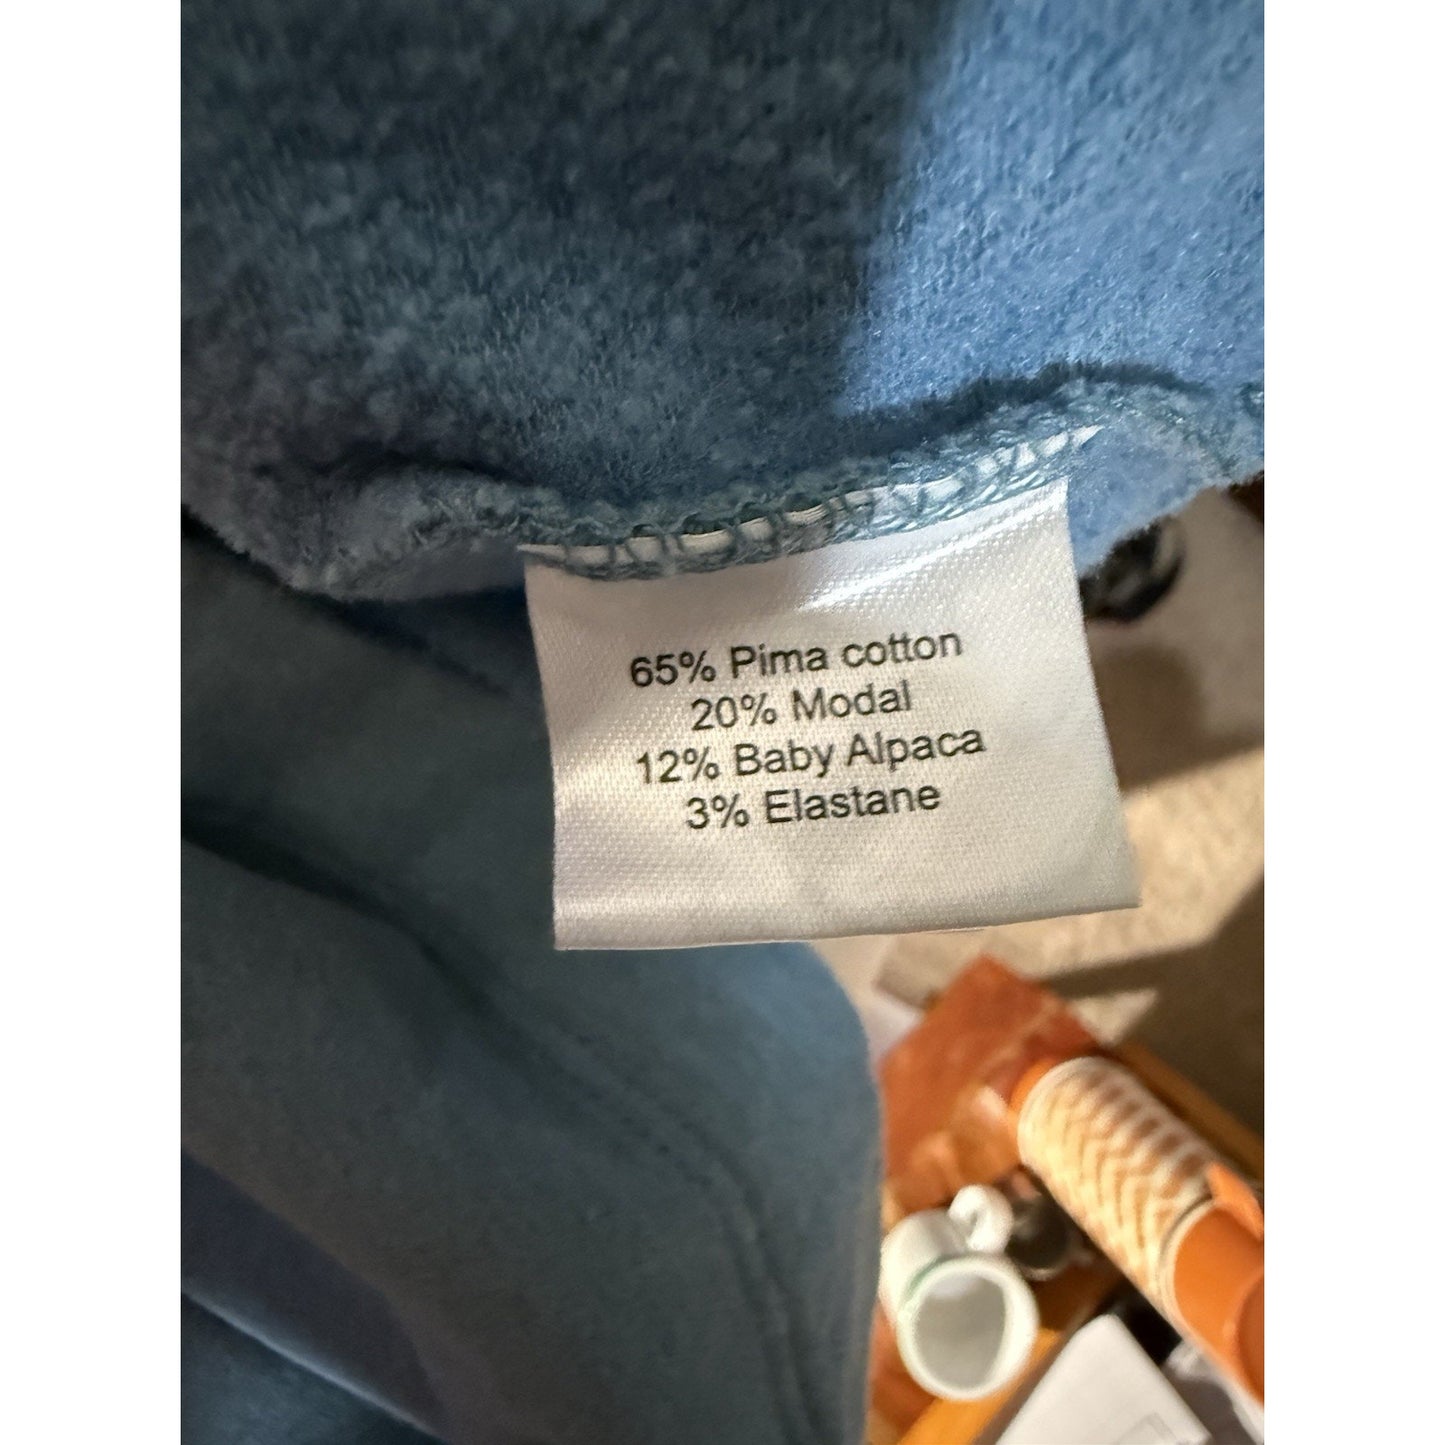 65% Pima cotton
20% Modal
12% Baby Alpaca
3% Elastane